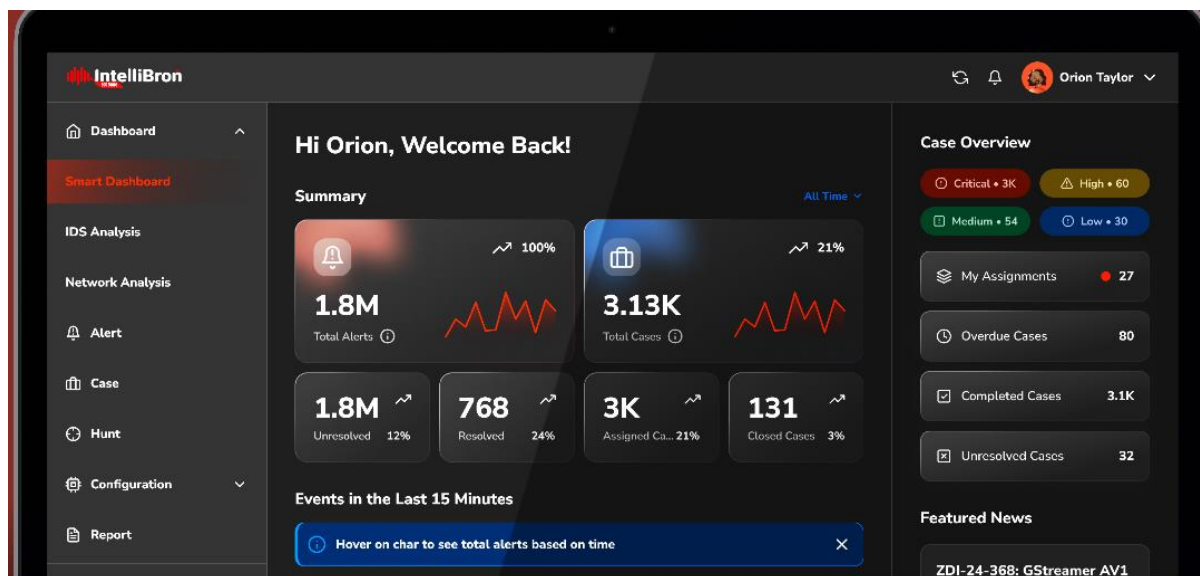 IntelliBron
Orion Taylor
Dashboard
Smart Dashboard
IDS Analysis
Network Analysis
Alert
Case
Hunt
Configuration
Report
Hi Orion, Welcome Back!
Summary
All Time
100%
1.8M
Total Alerts
21%
3.13K
Total Cases
1.8M
Unresolved 12%
768
Resolved 24%
3K
Assigned Ca... 21%
131
Closed Cases 3%
Events in the Last 15 Minutes
Hover on char to see total alerts based on time
Case Overview
Critical • 3K
High • 60
Medium • 54
Low • 30
My Assignments 27
Overdue Cases 80
Completed Cases 3.1K
Unresolved Cases 32
Featured News
ZDI-24-368: GStreamer AV1